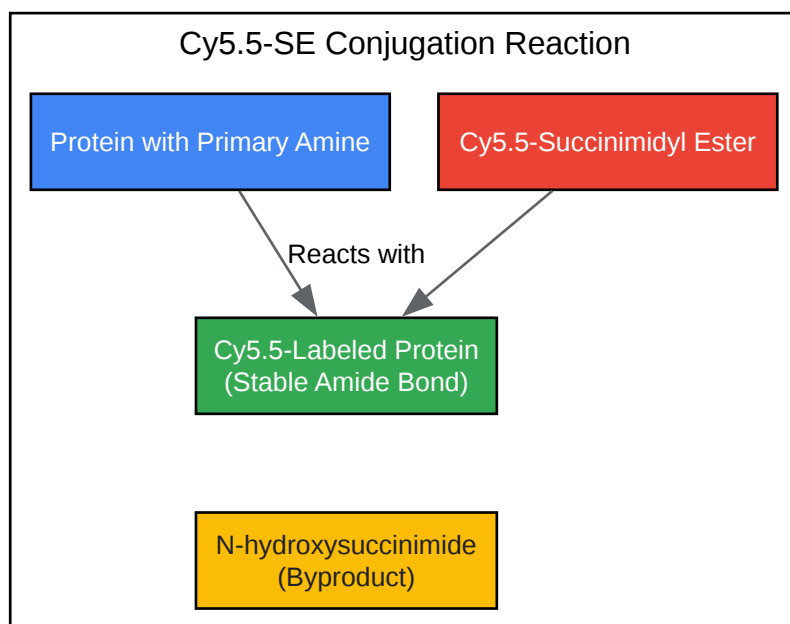 Cy5.5-SE Conjugation Reaction
Protein with Primary Amine
Cy5.5-Succinimidyl Ester
Reacts with
Cy5.5-Labeled Protein
(Stable Amide Bond)
N-hydroxysuccinimide
(Byproduct)